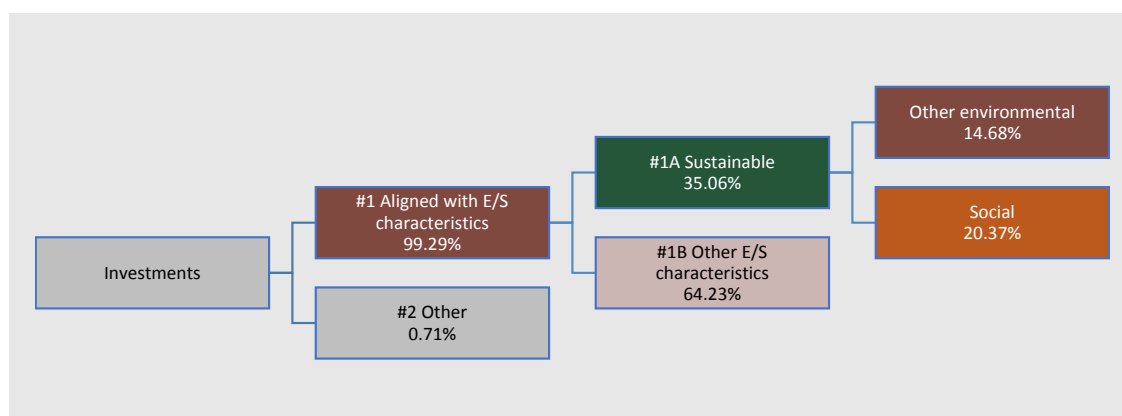 Investments
#1 Aligned with E/S
characteristics
99.29%
#2 Other
0.71%
#1A Sustainable
35.06%
#1B Other E/S
characteristics
64.23%
Other environmental
14.68%
Social
20.37%